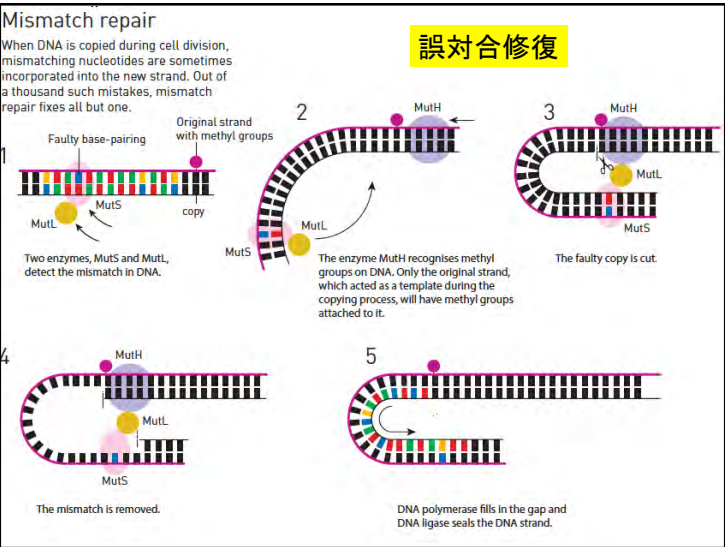 Mismatch repair
When DNA is copied during cell division,
mismatching nucleotides are sometimes
incorporated into the new strand. Out of
a thousand such mistakes, mismatch
repair fixes all but one.
誤対合修復
1
Faulty base-pairing
Original strand
with methyl groups
copy
MutS
MutL
Two enzymes, MutS and MutL,
detect the mismatch in DNA.
2
MutH
MutL
MutS
The enzyme MutH recognises methyl
groups on DNA. Only the original strand,
which acted as a template during the
copying process, will have methyl groups
attached to it.
3
MutH
MutL
MutS
The faulty copy is cut.
4
MutH
MutL
MutS
The mismatch is removed.
5
DNA polymerase fills in the gap and
DNA ligase seals the DNA strand.